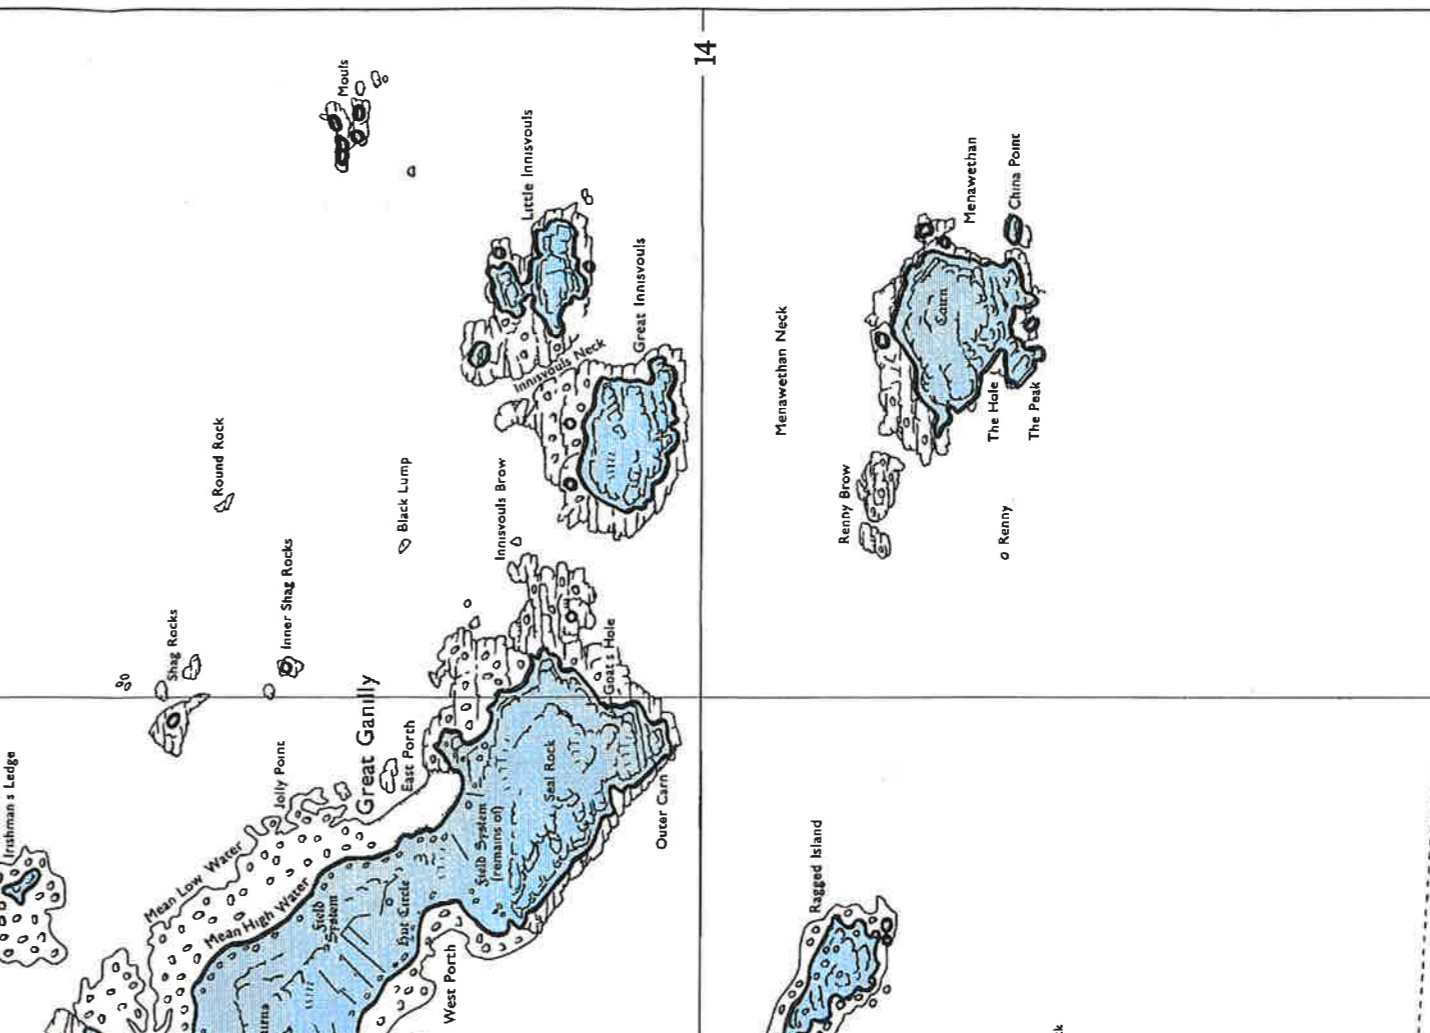 14
Mouls
Little Innisvouls
Great Innisvouls
Innisvouls Neck
Menawethan
China Point
Cairn
Menawethan Neck
The Hole
The Peak
Round Rock
Black Lump
Innisvouls Brow
Renny Brow
Renny
Inner Shag Rocks
Shag Rocks
Goat s Hole
Great Ganilly
East Porth
Jolly Point
Irishman s Ledge
Seal Rock
Field System
(remains of)
Outer Carn
Mean Low Water
Mean High Water
Field
System
Hut Circle
West Porth
Ragged Island